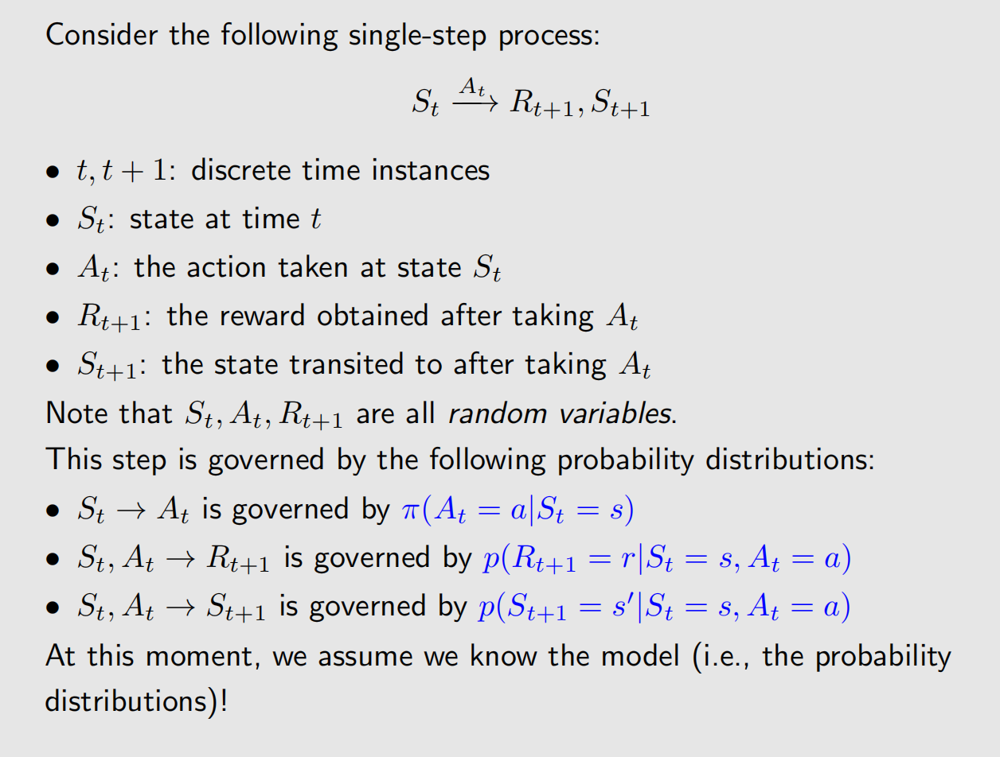 Consider the following single-step process:
$S_t \xrightarrow{A_t} R_{t+1}, S_{t+1}$
• $t, t+1$: discrete time instances
• $S_t$: state at time $t$
• $A_t$: the action taken at state $S_t$
• $R_{t+1}$: the reward obtained after taking $A_t$
• $S_{t+1}$: the state transited to after taking $A_t$
Note that $S_t, A_t, R_{t+1}$ are all random variables.
This step is governed by the following probability distributions:
• $S_t \to A_t$ is governed by $\pi(A_t = a|S_t = s)$
• $S_t, A_t \to R_{t+1}$ is governed by $p(R_{t+1} = r|S_t = s, A_t = a)$
• $S_t, A_t \to S_{t+1}$ is governed by $p(S_{t+1} = s'|S_t = s, A_t = a)$
At this moment, we assume we know the model (i.e., the probability
distributions)!